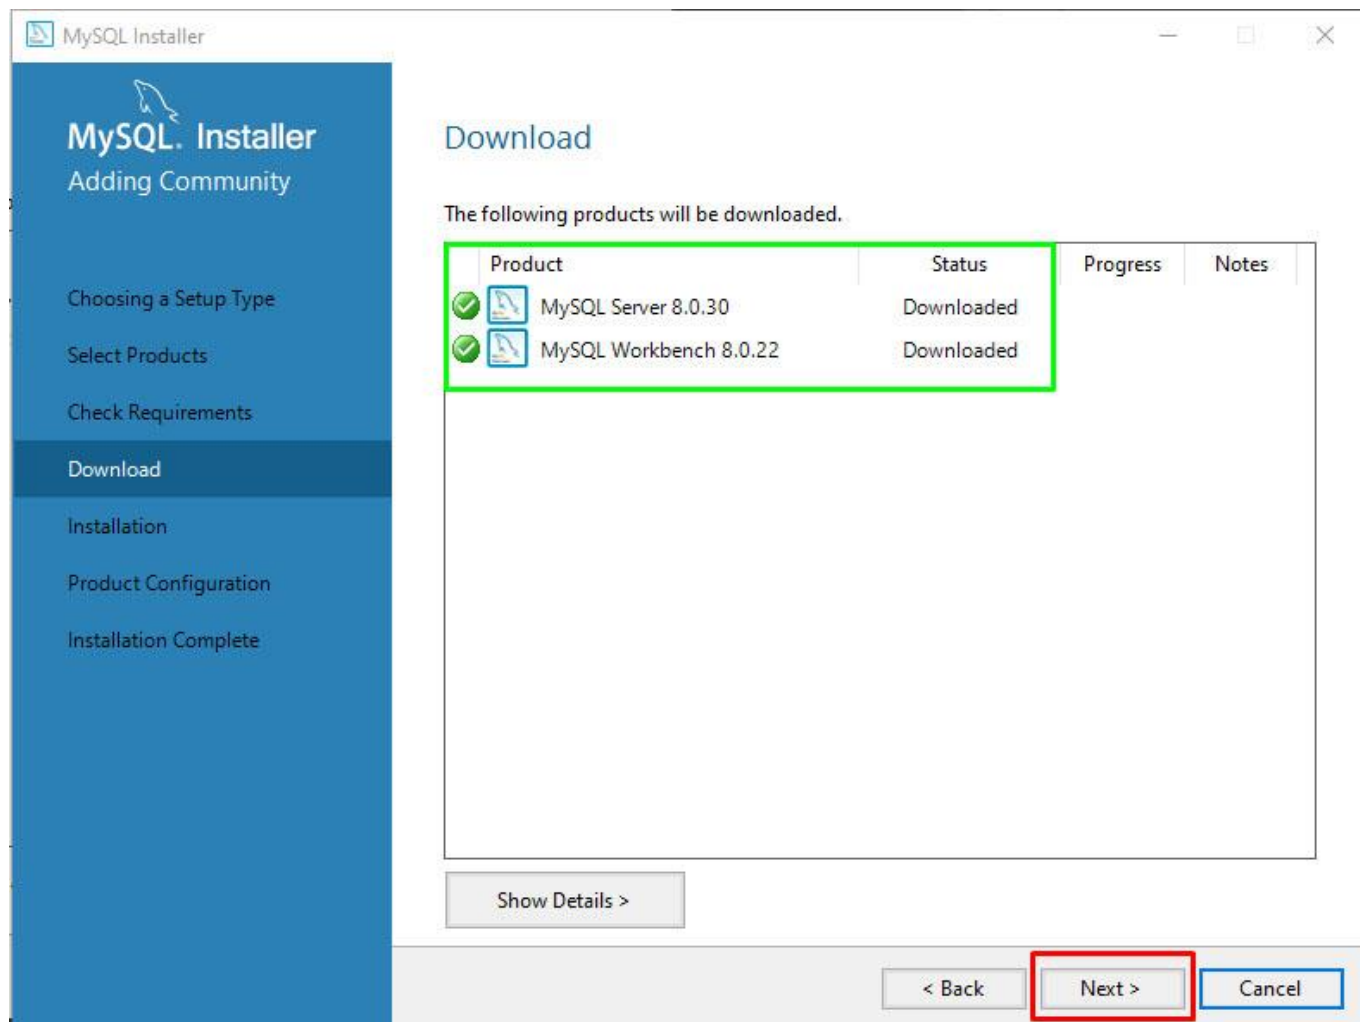 MySQL Installer
MySQL. Installer
Adding Community
Choosing a Setup Type
Select Products
Check Requirements
Download
Installation
Product Configuration
Installation Complete
Download
The following products will be downloaded.
Product Status Progress Notes
MySQL Server 8.0.30 Downloaded
MySQL Workbench 8.0.22 Downloaded
Show Details >
< Back Next > Cancel